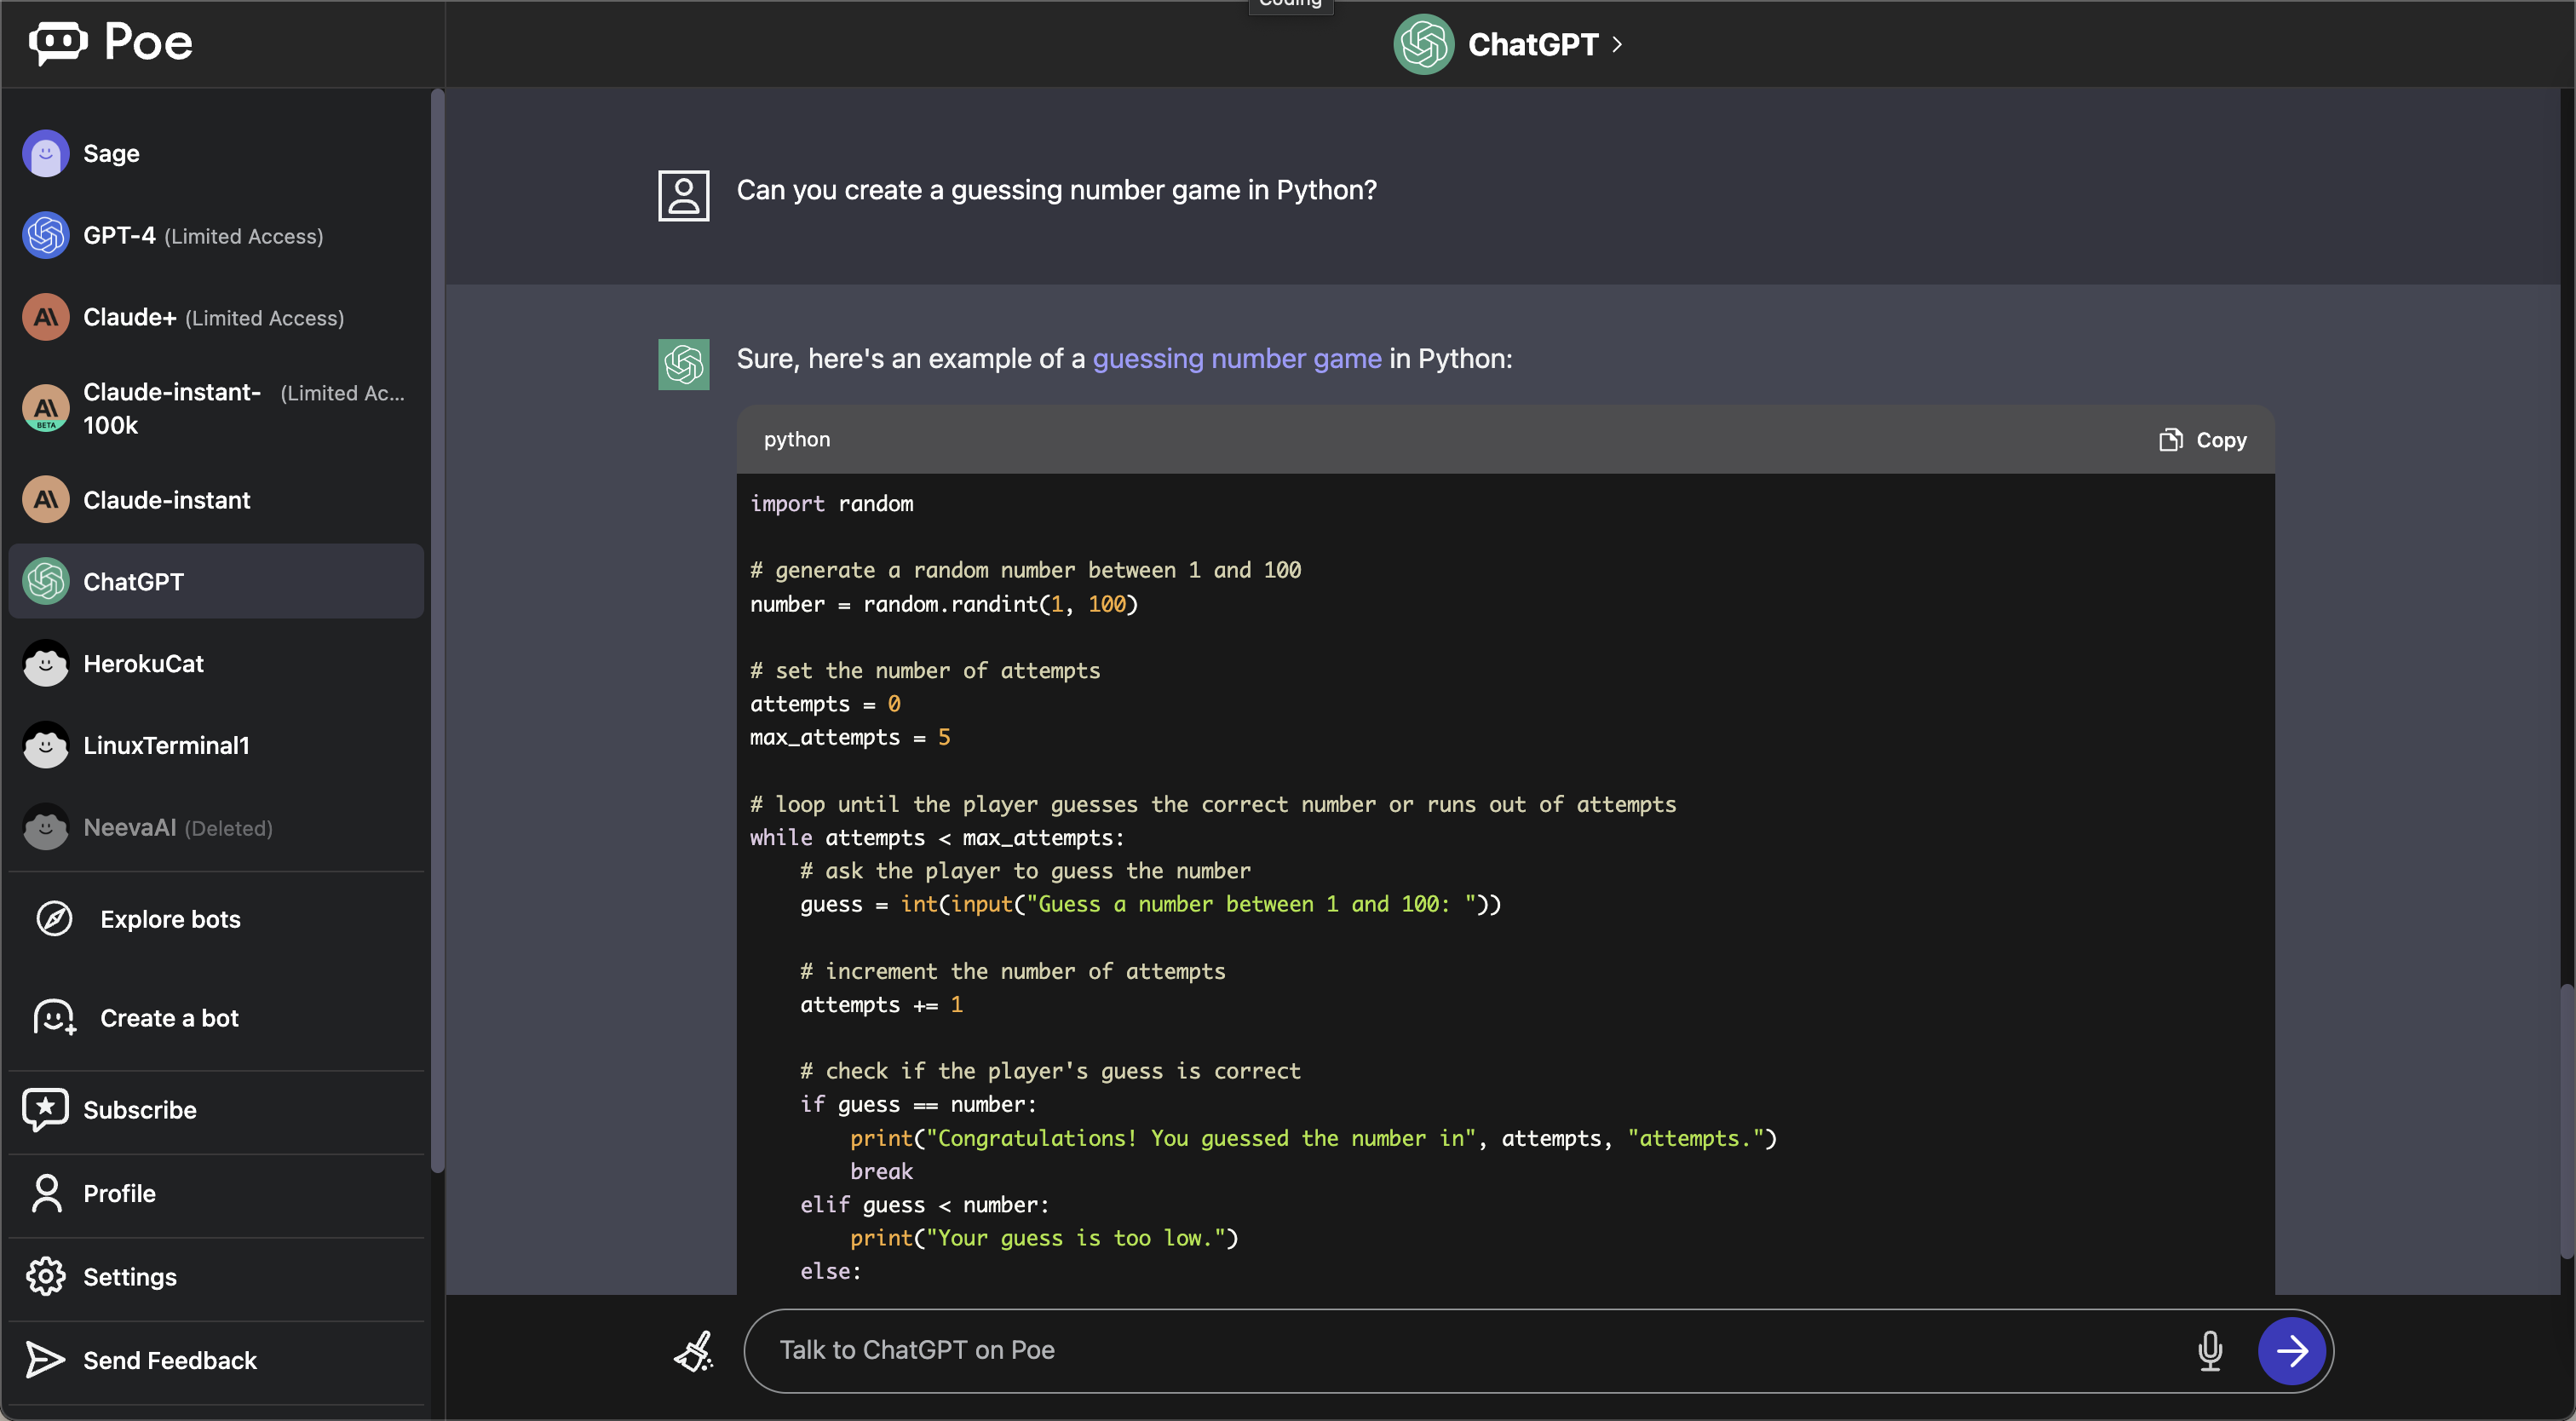 Coding
Poe
ChatGPT
Sage
GPT-4 (Limited Access)
Claude+ (Limited Access)
Claude-instant- (Limited Ac...
100k
Claude-instant
ChatGPT
HerokuCat
LinuxTerminal1
NeevaAI (Deleted)
Explore bots
Create a bot
Subscribe
Profile
Settings
Send Feedback
Can you create a guessing number game in Python?
Sure, here's an example of a guessing number game in Python:
python
Copy
import random
# generate a random number between 1 and 100
number = random.randint(1, 100)
# set the number of attempts
attempts = 0
max_attempts = 5
# loop until the player guesses the correct number or runs out of attempts
while attempts < max_attempts:
    # ask the player to guess the number
    guess = int(input("Guess a number between 1 and 100: "))
    # increment the number of attempts
    attempts += 1
    # check if the player's guess is correct
    if guess == number:
        print("Congratulations! You guessed the number in", attempts, "attempts.")
        break
    elif guess < number:
        print("Your guess is too low.")
    else:
Talk to ChatGPT on Poe